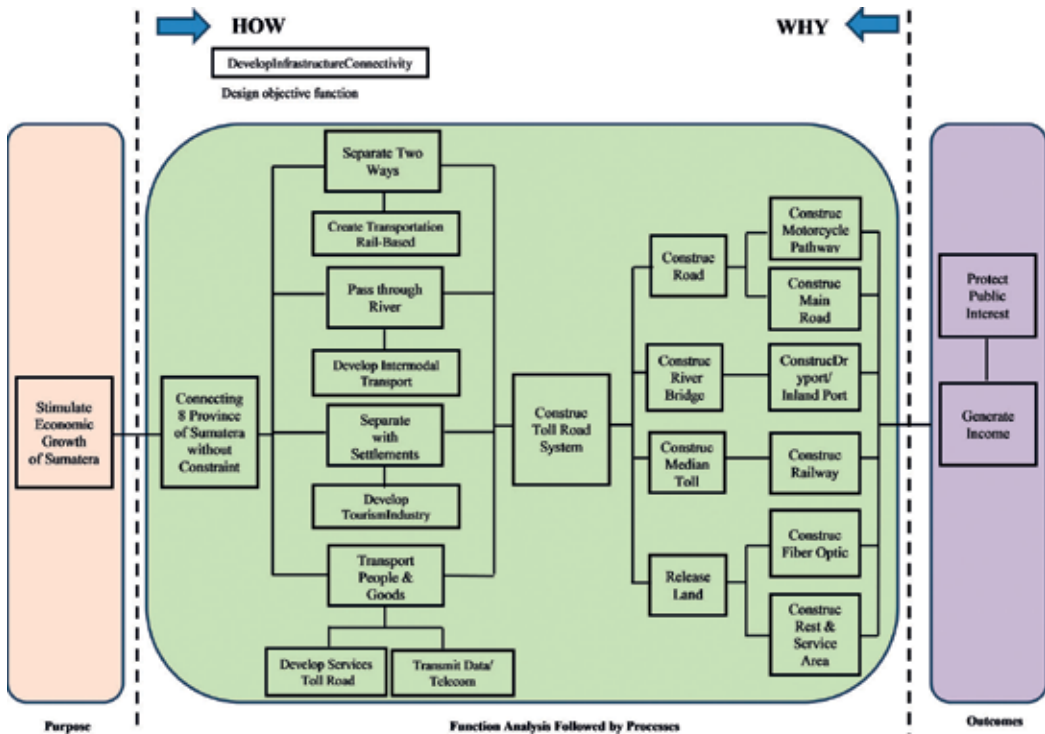 HOW
WHY
DevelopInfrastructureConnectivity
Design objective function
Stimulate
Economic
Growth
of Sumatera
Connecting
8 Province
of Sumatera
without
Constraint
Separate Two
Ways
Create Transportation
Rail-Based
Pass through
River
Develop Intermodal
Transport
Separate
with
Settlements
Develop
TourismIndustry
Transport
People &
Goods
Develop Services
Toll Road
Transmit Data/
Telecom
Construc
Toll Road
System
Construc
Road
Construc
River
Bridge
Construc
Median
Toll
Release
Land
Construc
Motorcycle
Pathway
Construc
Main
Road
ConstrucDr
yport/
Inland Port
Construc
Railway
Construc
Fiber Optic
Construc
Rest &
Service
Area
Protect
Public
Interest
Generate
Income
Purpose
Function Analysis Followed by Processes
Outcomes